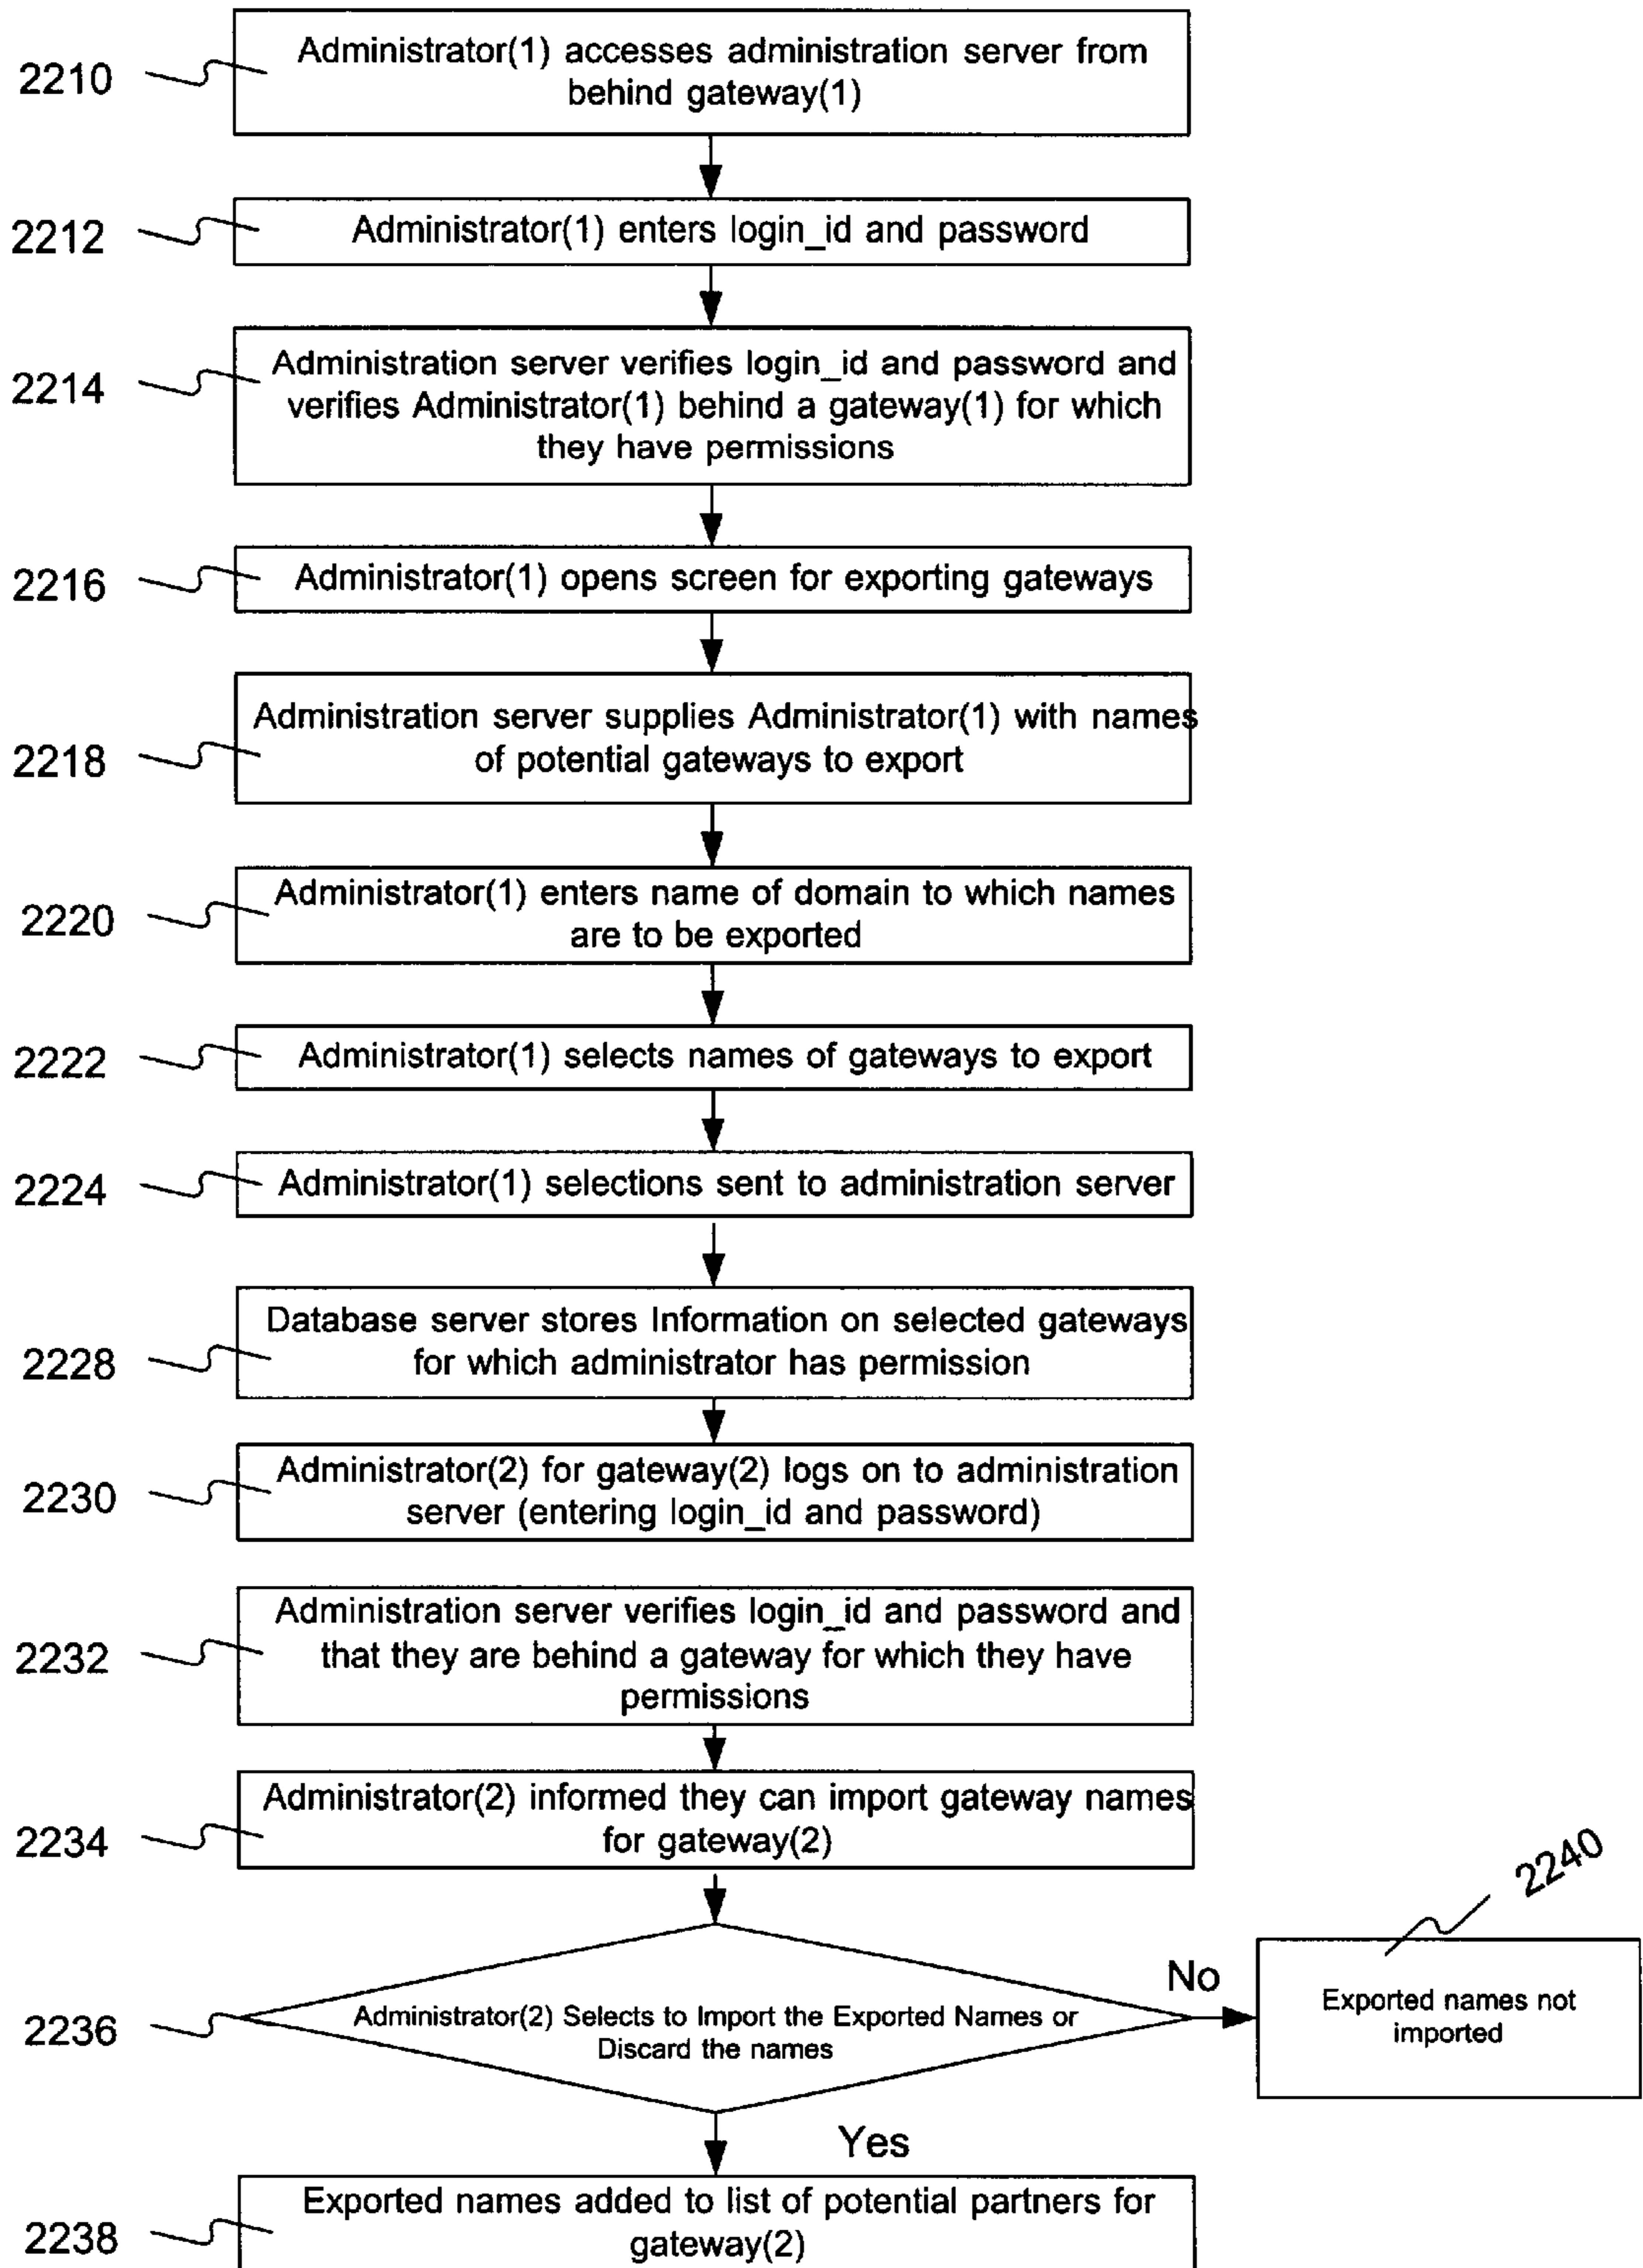 2210
Administrator(1) accesses administration server from
behind gateway(1)
2212
Administrator(1) enters login_id and password
2214
Administration server verifies login_id and password and
verifies Administrator(1) behind a gateway(1) for which
they have permissions
2216
Administrator(1) opens screen for exporting gateways
2218
Administration server supplies Administrator(1) with names
of potential gateways to export
2220
Administrator(1) enters name of domain to which names
are to be exported
2222
Administrator(1) selects names of gateways to export
2224
Administrator(1) selections sent to administration server
2228
Database server stores Information on selected gateways
for which administrator has permission
2230
Administrator(2) for gateway(2) logs on to administration
server (entering login_id and password)
2232
Administration server verifies login_id and password and
that they are behind a gateway for which they have
permissions
2234
Administrator(2) informed they can import gateway names
for gateway(2)
2236
Administrator(2) Selects to Import the Exported Names or
Discard the names
No
2240
Exported names not
imported
Yes
2238
Exported names added to list of potential partners for
gateway(2)